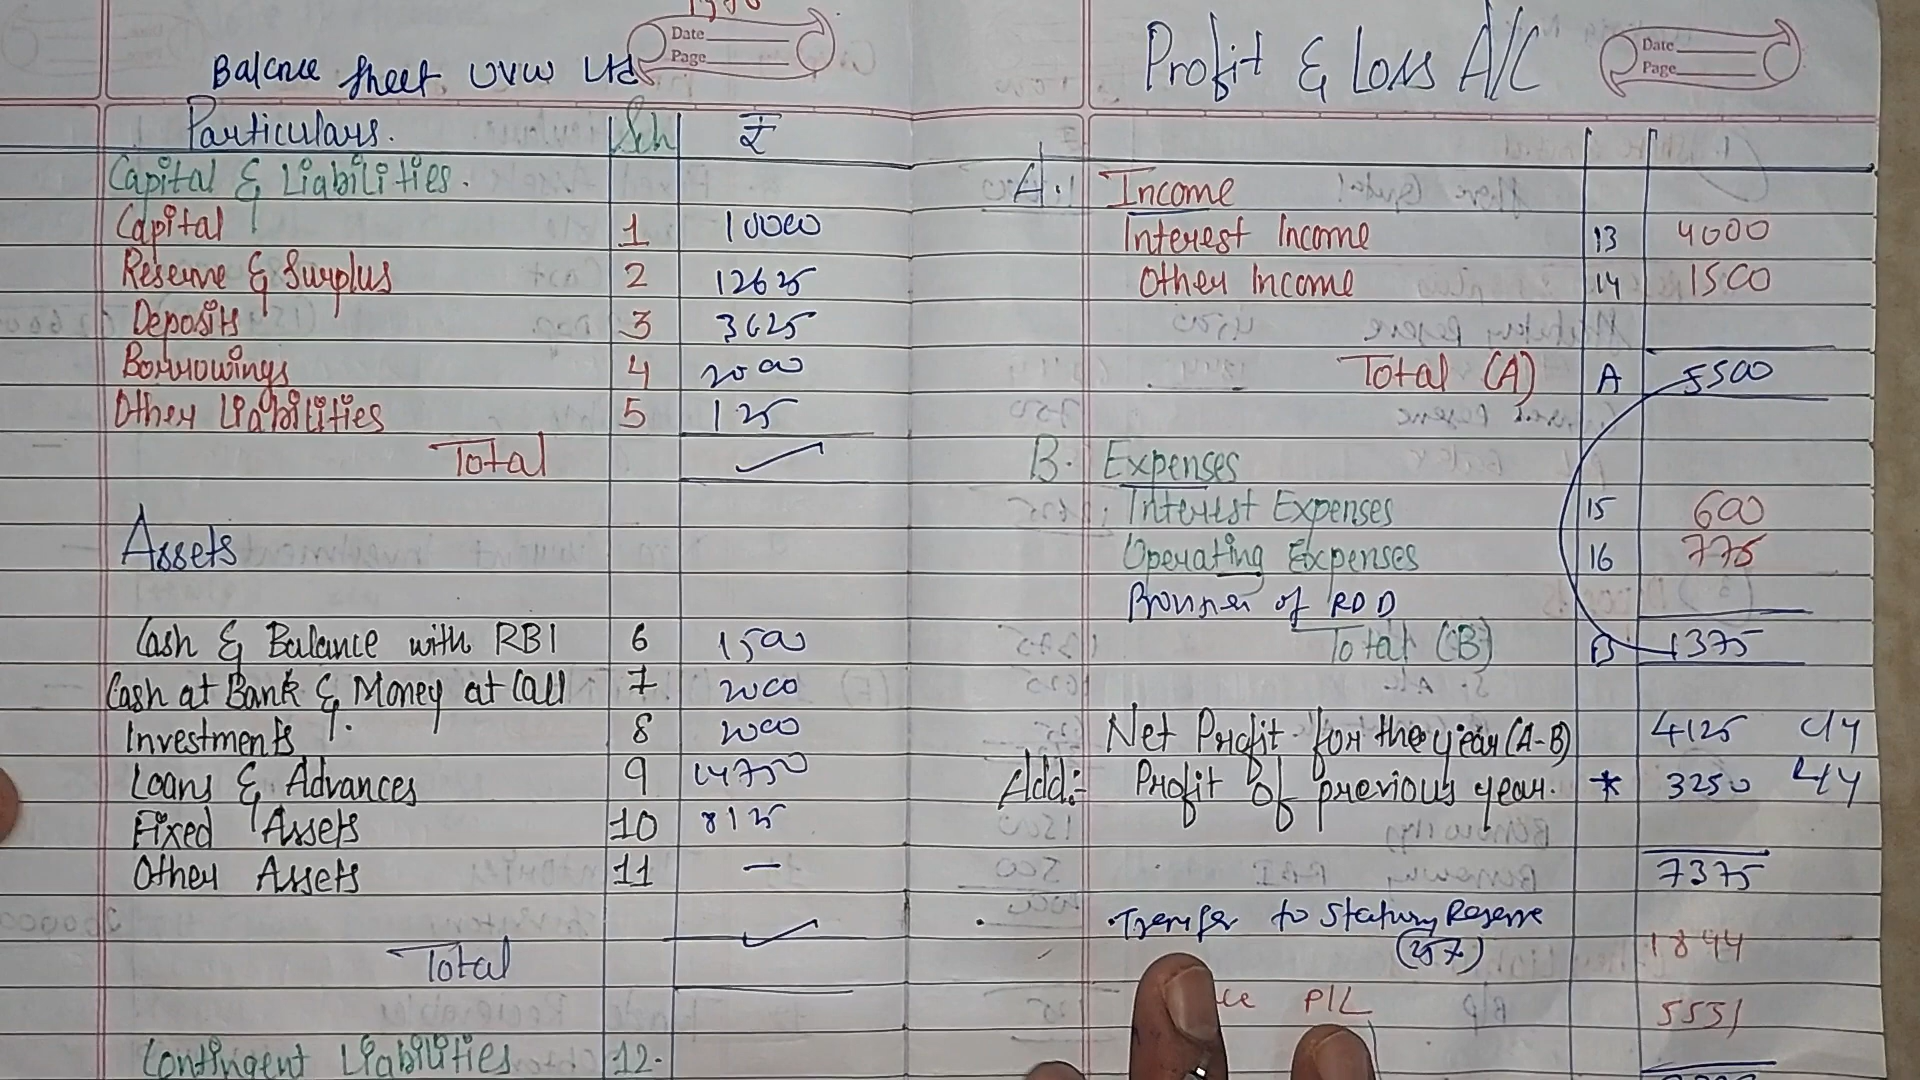 Date
Page
Balance Sheet UVW Ltd
Particulars. Sch ₹
Capital & Liabilities.
Capital 1 10000
Reserve & Surplus 2 12625
Deposits 3 3625
Borrowings 4 2000
Other Liabilities 5 125
Total
Assets
Cash & Balance with RBI 6 1500
Cash at Bank & Money at Call 7 2000
Investments 8 2000
Loans & Advances 9 14750
Fixed Assets 10 8125
Other Assets 11 —
Total
Contingent Liabilities 12.
Profit & Loss A/C
Date
Page
A. Income
Interest Income 13 4000
Other Income 14 1500
Total (A) A 5500
B. Expenses
Interest Expenses 15 600
Operating Expenses 16 775
of RDD
Total (B) B 1375
Net Profit for the year (A-B) 4125 C/Y
Add:- Profit of previous year. * 3250 L/Y
7375
Transfer to Statury Reserve
(25%) 1844
P/L 5531